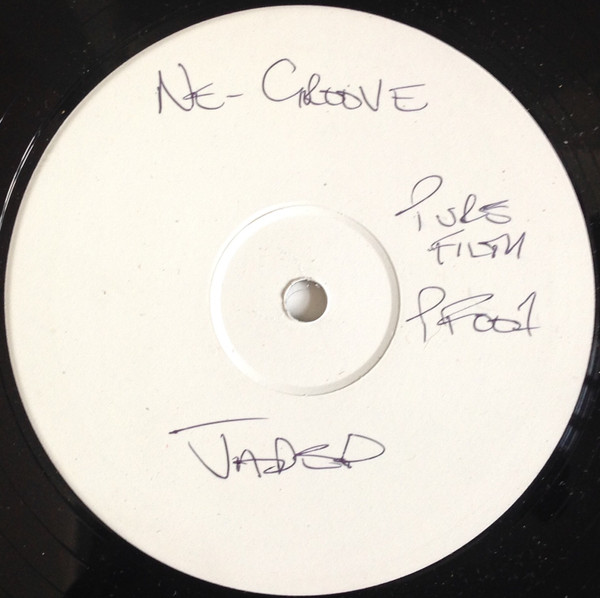 NE-GROOVE
PURE
FILTH
PF001
JADED